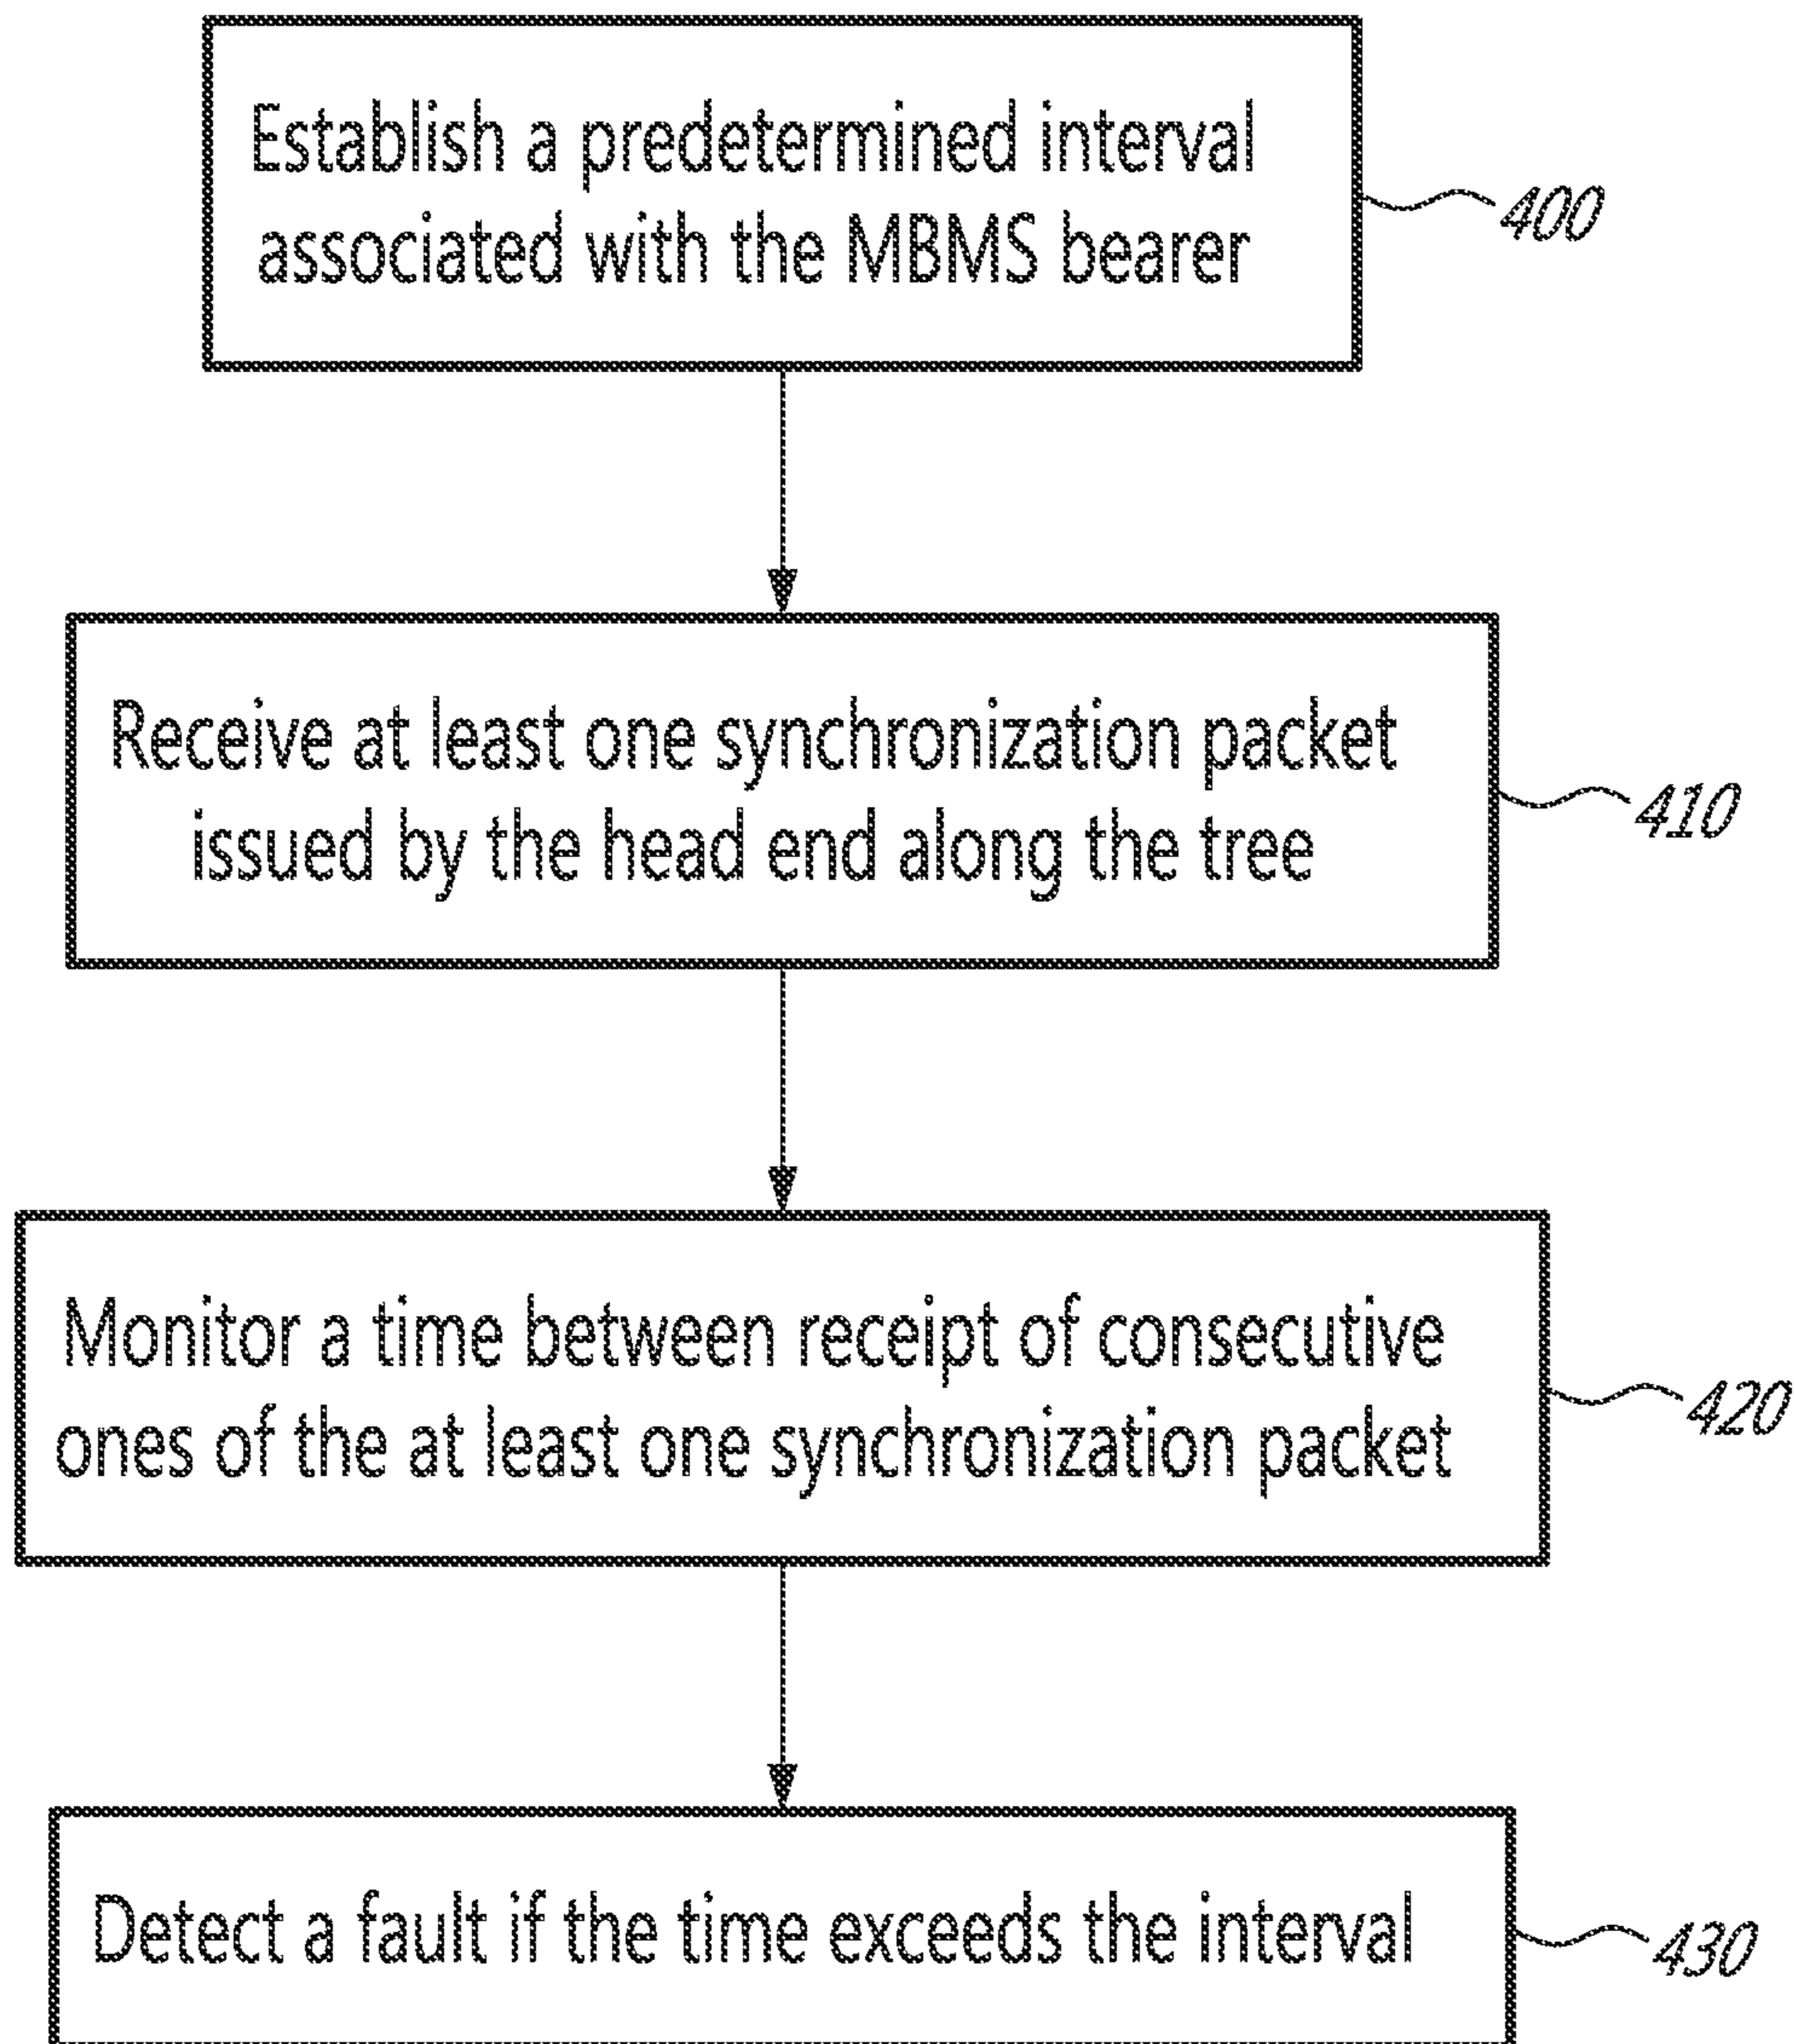 Establish a predetermined interval
associated with the MBMS bearer
400
Receive at least one synchronization packet
issued by the head end along the tree
410
Monitor a time between receipt of consecutive
ones of the at least one synchronization packet
420
Detect a fault if the time exceeds the interval
430